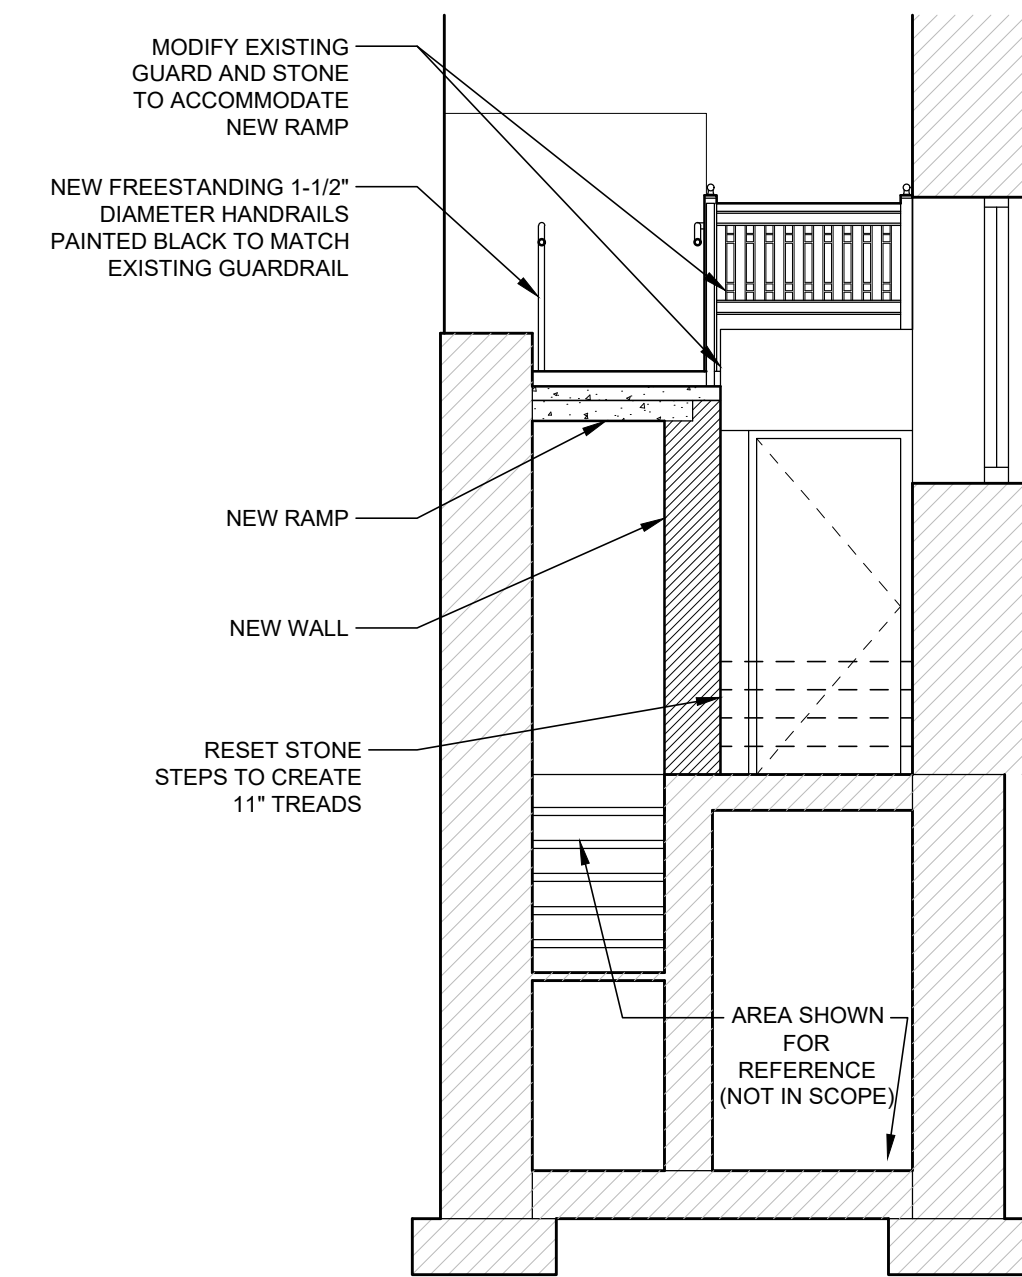 MODIFY EXISTING
GUARD AND STONE
TO ACCOMMODATE
NEW RAMP
NEW FREESTANDING 1-1/2"
DIAMETER HANDRAILS
PAINTED BLACK TO MATCH
EXISTING GUARDRAIL
NEW RAMP
NEW WALL
RESET STONE
STEPS TO CREATE
11" TREADS
AREA SHOWN
FOR
REFERENCE
(NOT IN SCOPE)